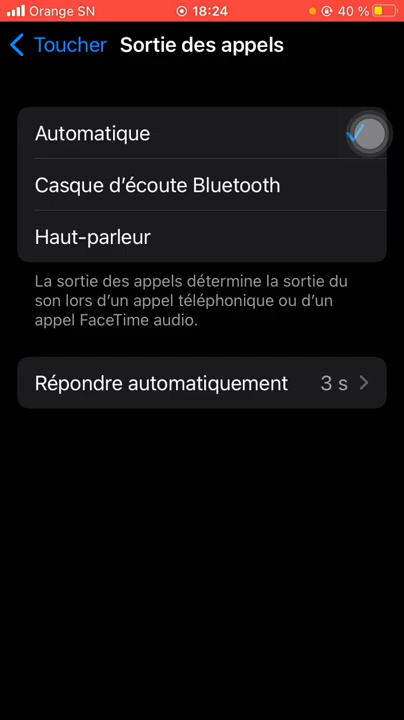 Orange SN 18:24 40 %
Toucher Sortie des appels
Automatique
Casque d’écoute Bluetooth
Haut-parleur
La sortie des appels détermine la sortie du
son lors d’un appel téléphonique ou d’un
appel FaceTime audio.
Répondre automatiquement 3 s